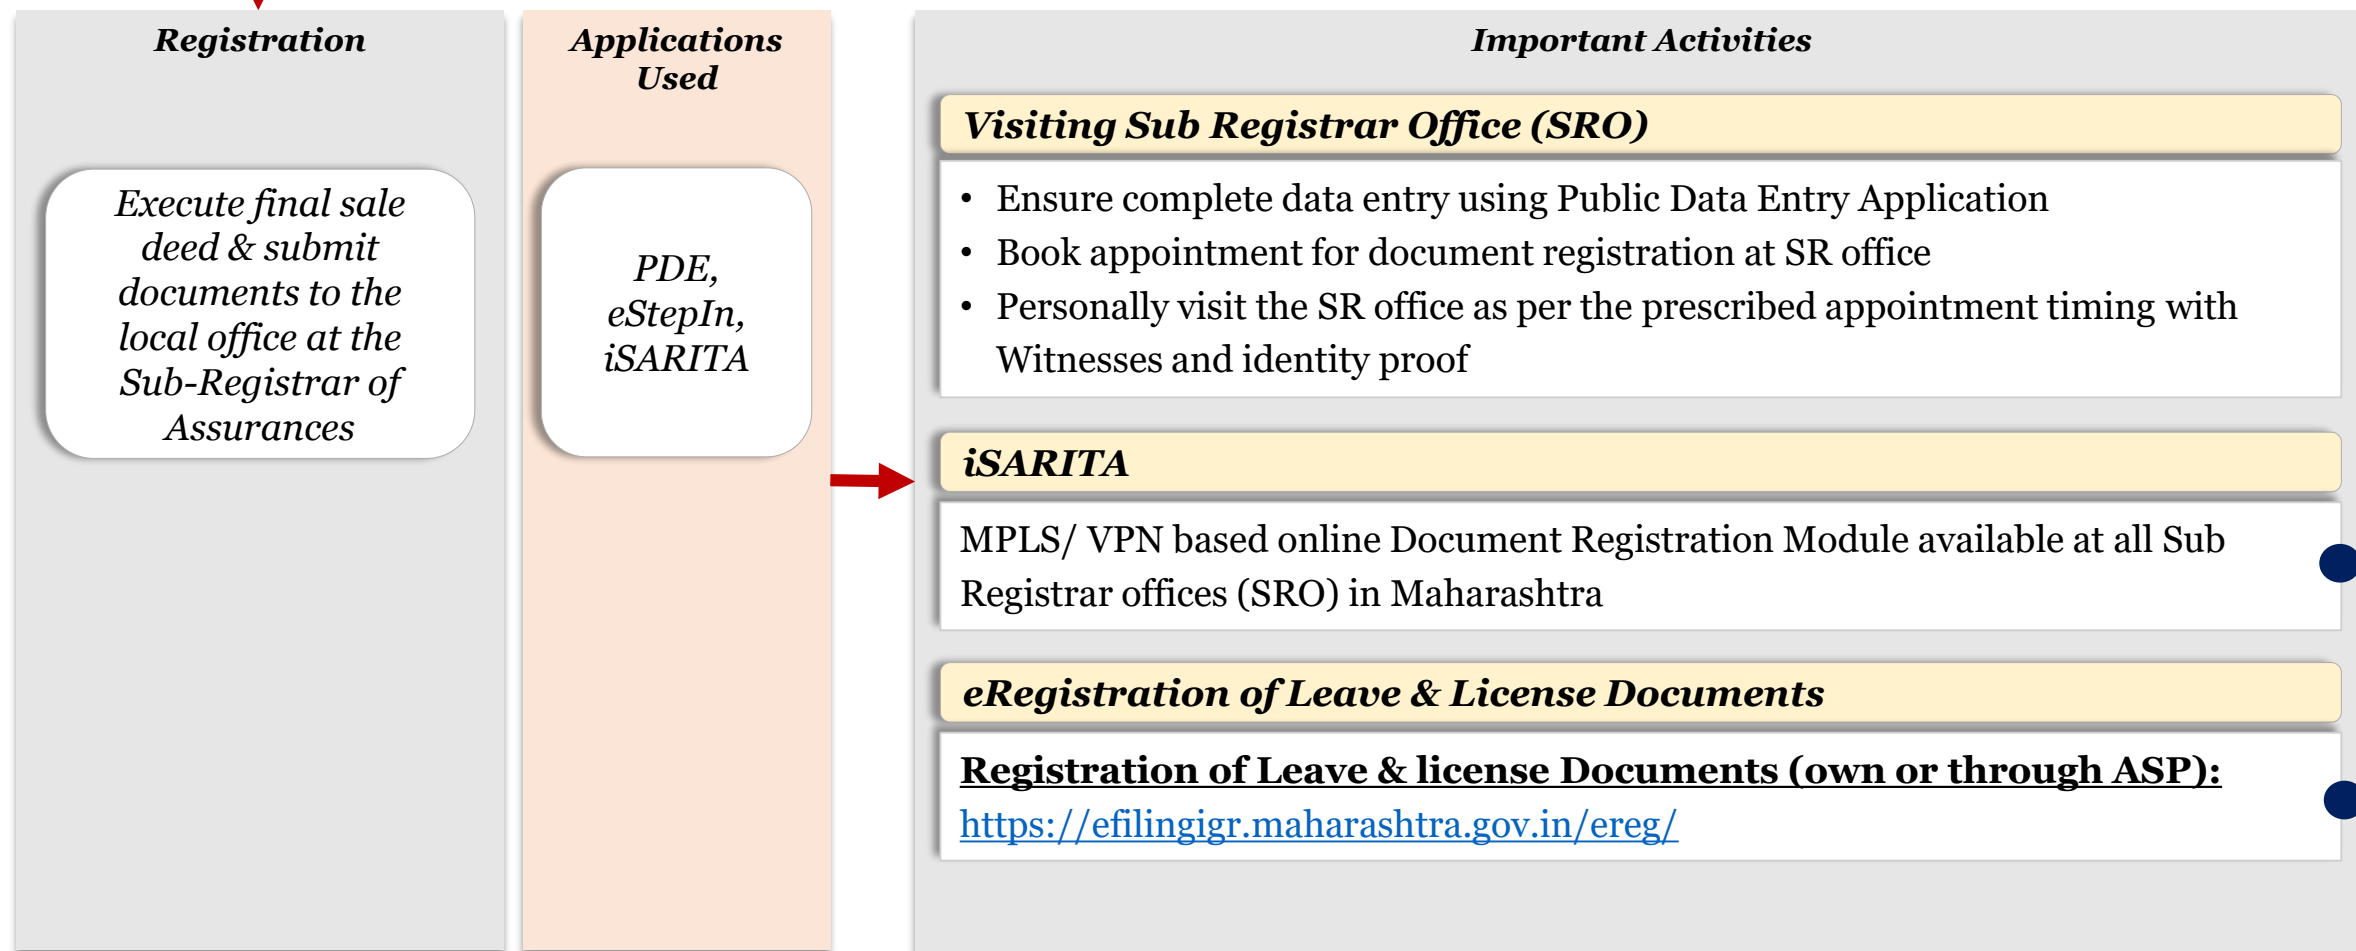 Registration
Execute final sale
deed & submit
documents to the
local office at the
Sub-Registrar of
Assurances
Applications
Used
PDE,
eStepIn,
iSARITA
Important Activities
Visiting Sub Registrar Office (SRO)
• Ensure complete data entry using Public Data Entry Application
• Book appointment for document registration at SR office
• Personally visit the SR office as per the prescribed appointment timing with
Witnesses and identity proof
iSARITA
MPLS/ VPN based online Document Registration Module available at all Sub
Registrar offices (SRO) in Maharashtra
eRegistration of Leave & License Documents
Registration of Leave & license Documents (own or through ASP):
https://efilingigr.maharashtra.gov.in/ereg/